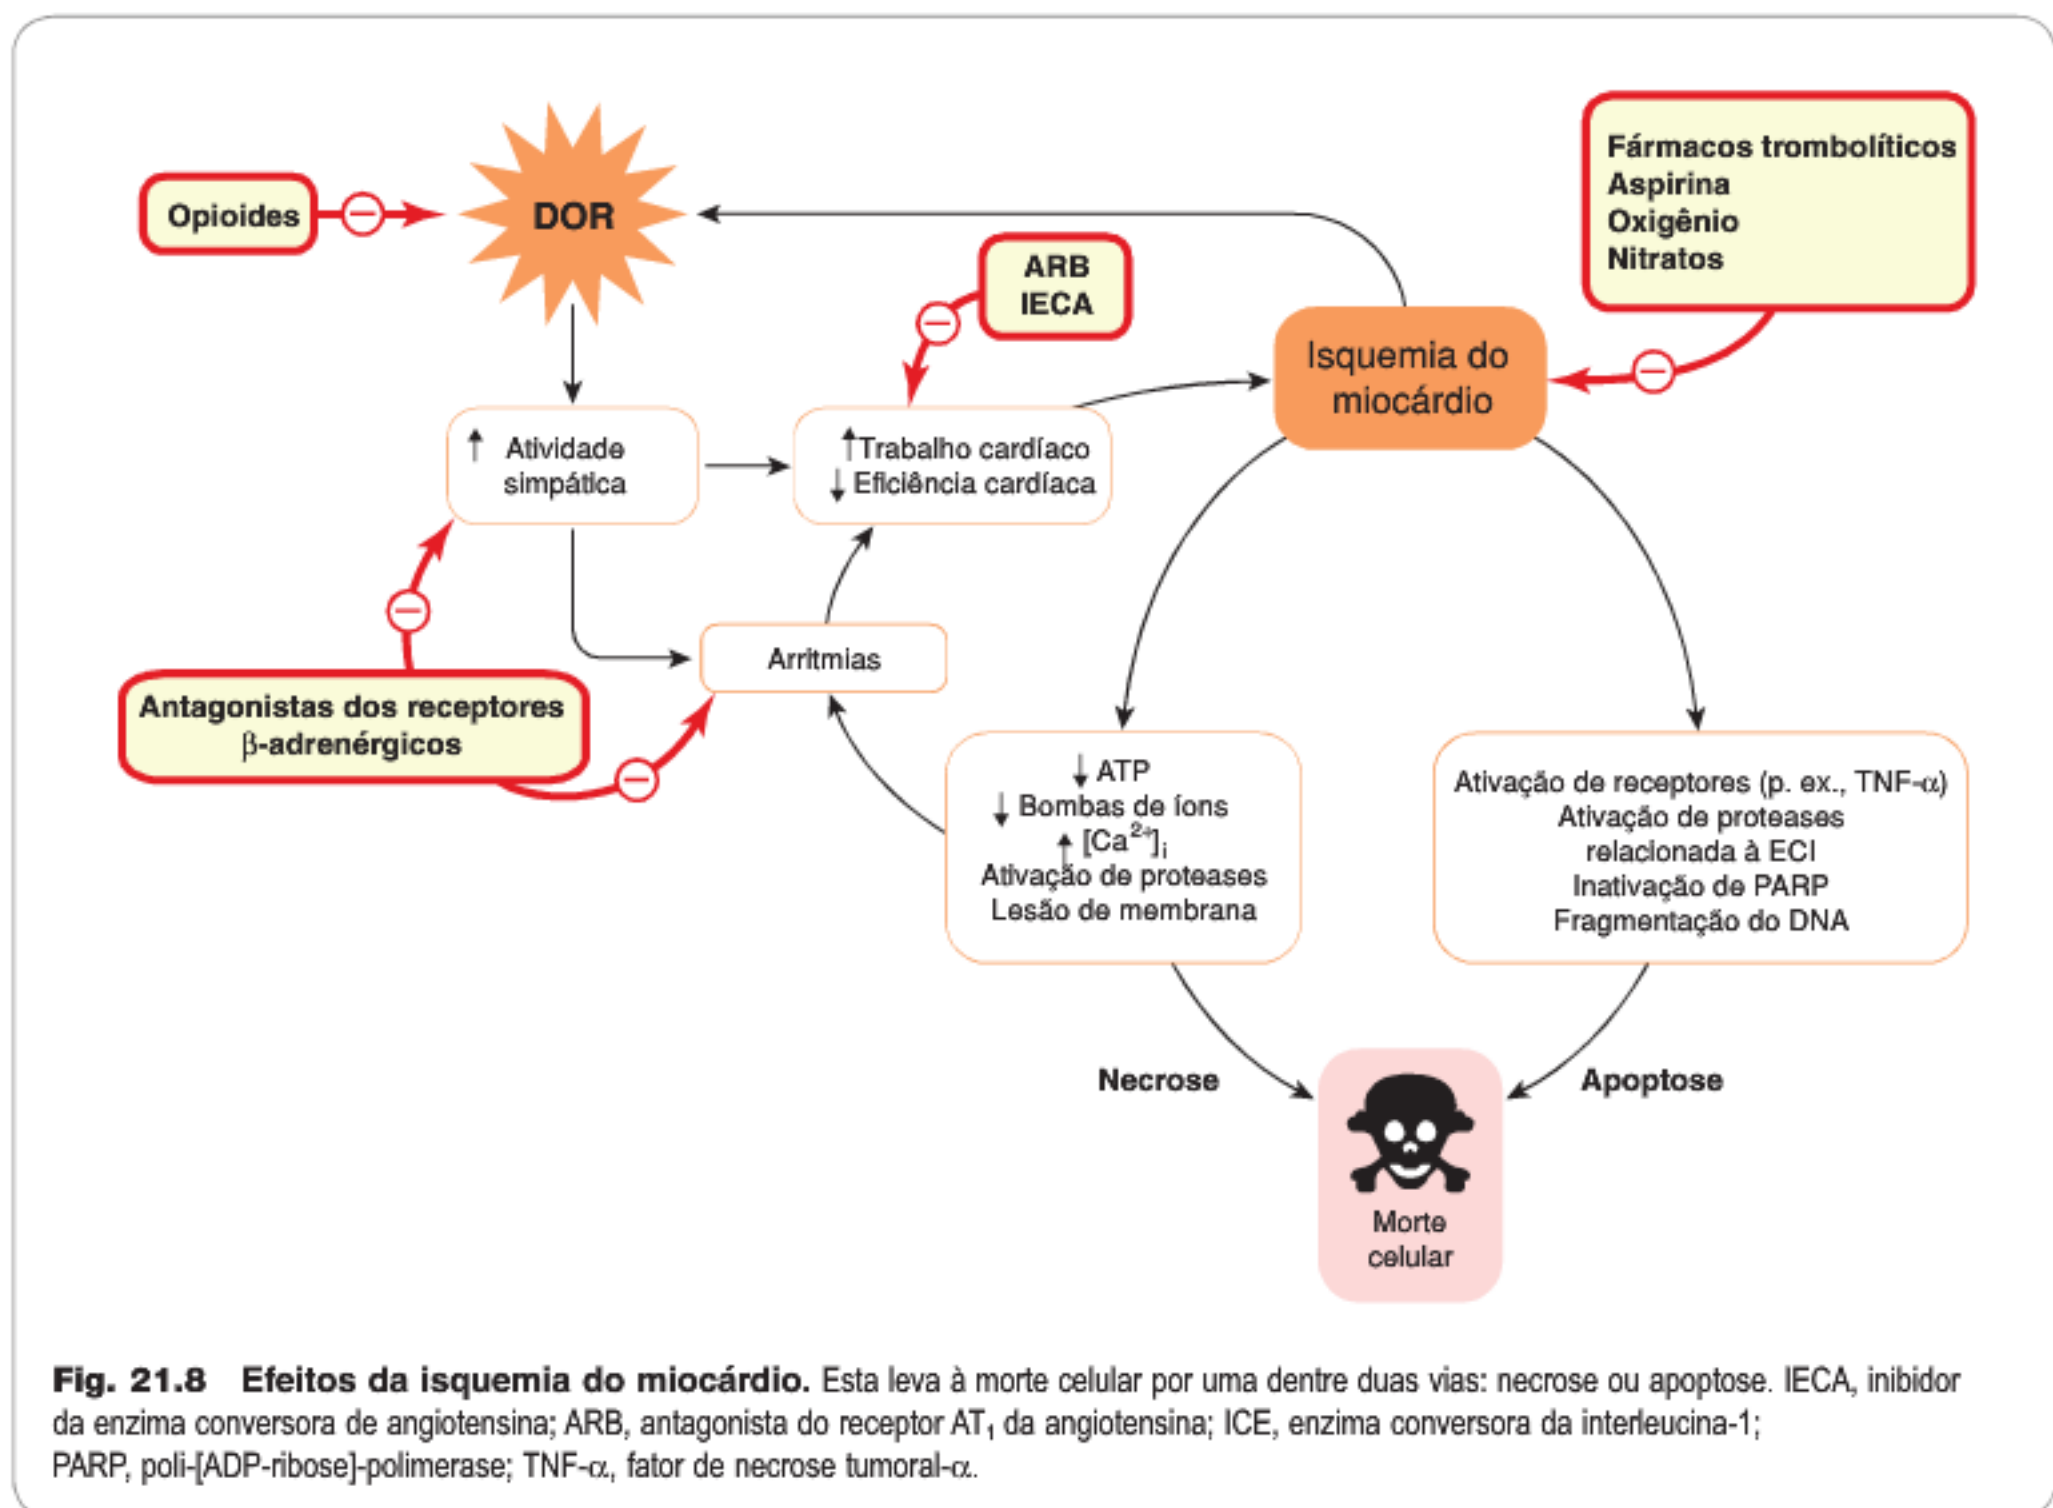 Opioides
DOR
ARB
IECA
Fármacos trombolíticos
Aspirina
Oxigênio
Nitratos
Isquemia do
miocárdio
↑ Atividade
simpática
↑Trabalho cardíaco
↓ Eficiência cardíaca
Arritmias
Antagonistas dos receptores
β-adrenérgicos
↓ ATP
↓ Bombas de íons
↑ [Ca²⁺]ᵢ
Ativação de proteases
Lesão de membrana
Ativação de receptores (p. ex., TNF-α)
Ativação de proteases
relacionada à ECI
Inativação de PARP
Fragmentação do DNA
Necrose
Apoptose
Morte
celular
Fig. 21.8 Efeitos da isquemia do miocárdio. Esta leva à morte celular por uma dentre duas vias: necrose ou apoptose. IECA, inibidor
da enzima conversora de angiotensina; ARB, antagonista do receptor AT₁ da angiotensina; ICE, enzima conversora da interleucina-1;
PARP, poli-[ADP-ribose]-polimerase; TNF-α, fator de necrose tumoral-α.